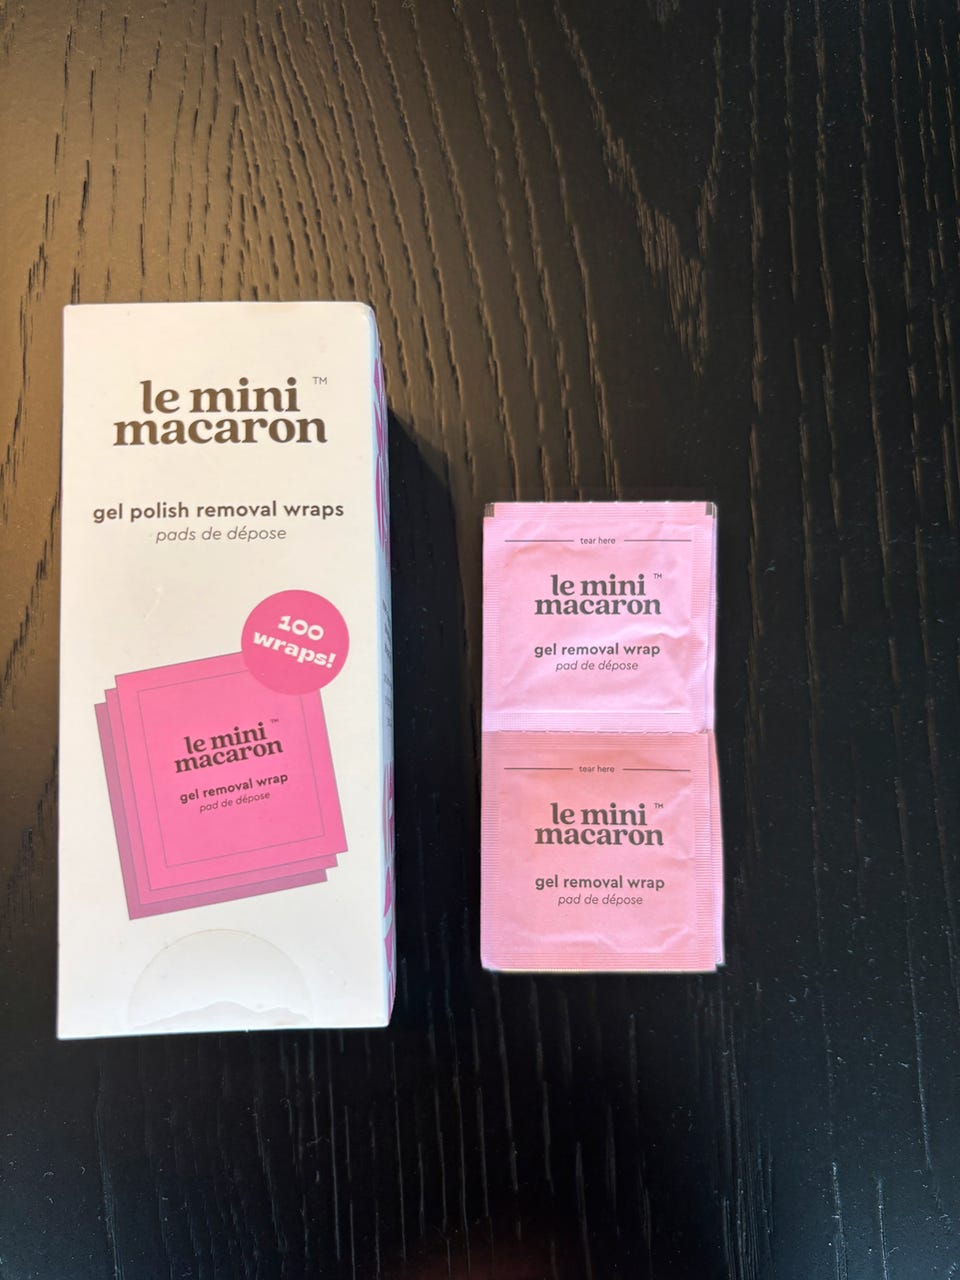 le mini ™
macaron
gel polish removal wraps
pads de dépose
100
wraps!
le mini ™
macaron
gel removal wrap
pad de dépose
tear here
le mini ™
macaron
gel removal wrap
pad de dépose
tear here
le mini ™
macaron
gel removal wrap
pad de dépose